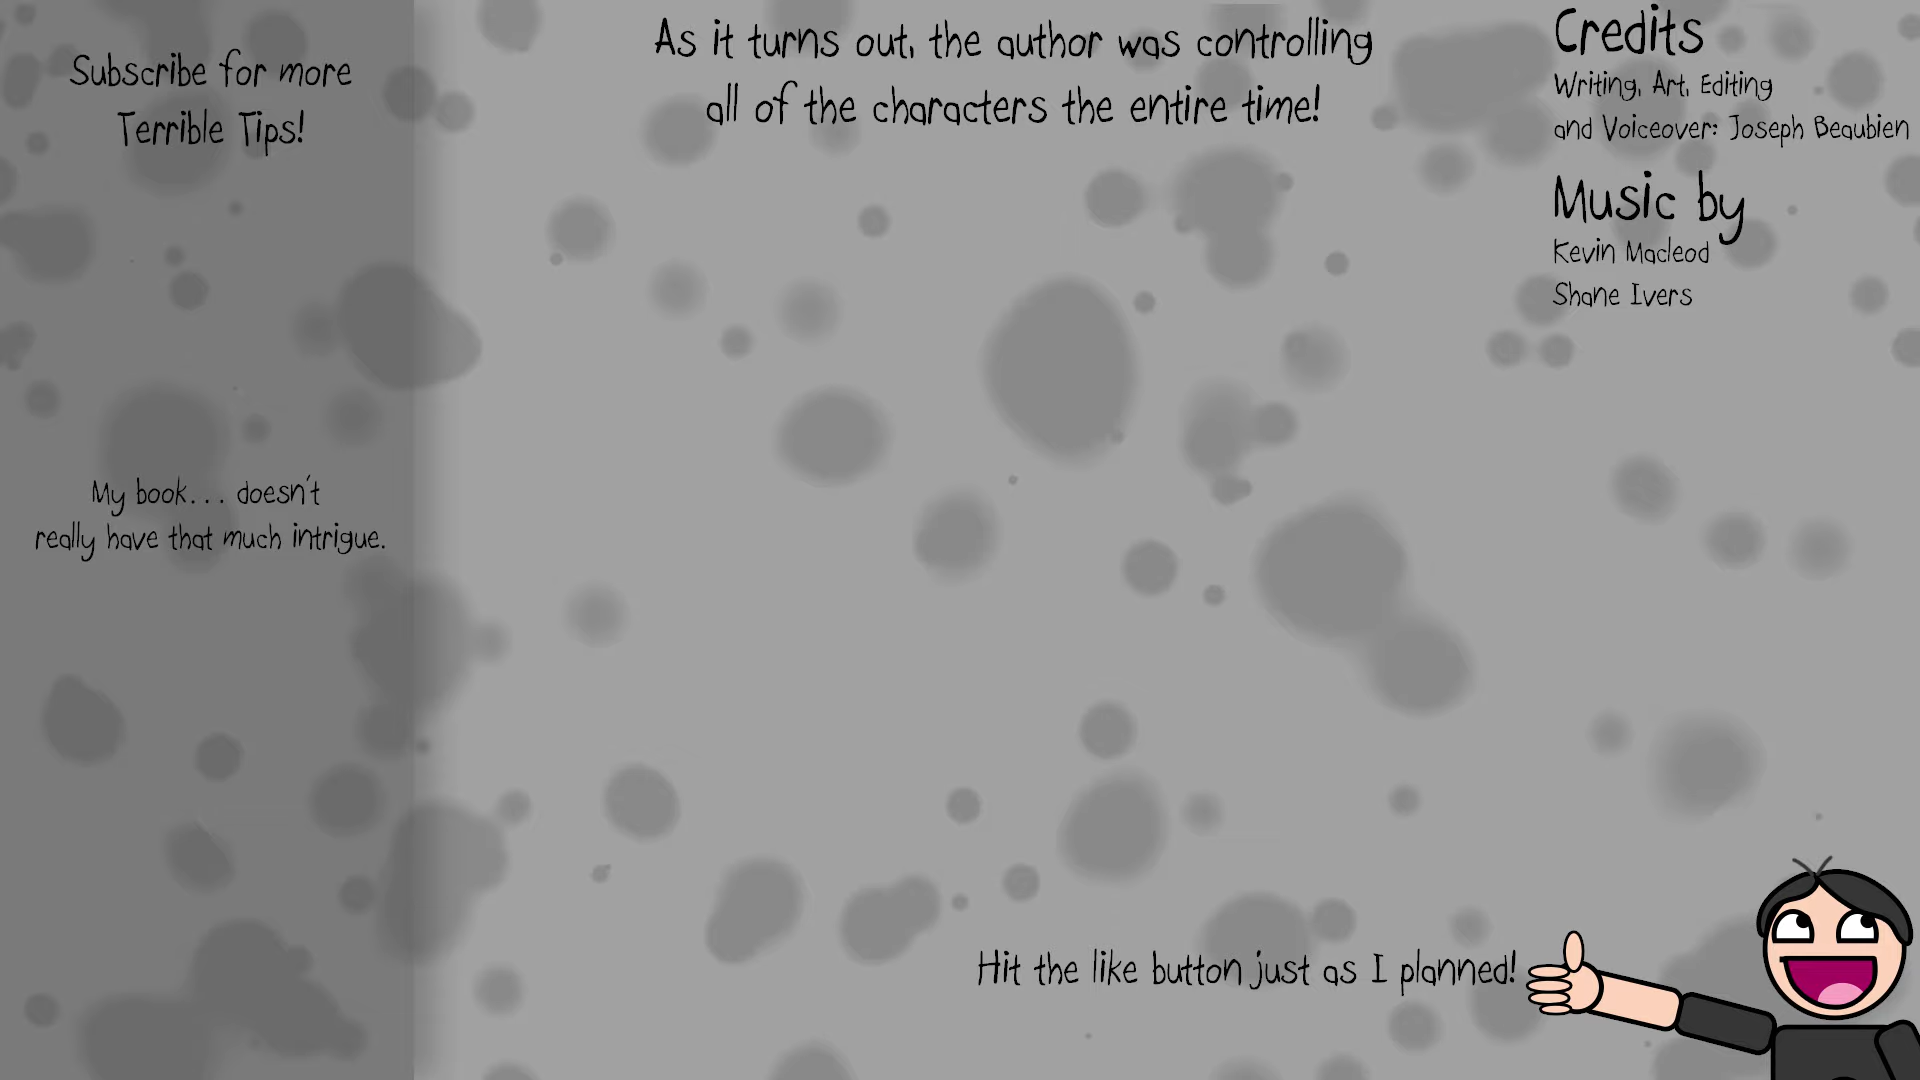 Subscribe for more
Terrible Tips!
My book... doesn't
really have that much intrigue.
As it turns out, the author was controlling
all of the characters the entire time!
Credits
Writing, Art, Editing
and Voiceover: Joseph Beaubien
Music by
Kevin Macleod
Shane Ivers
Hit the like button just as I planned!